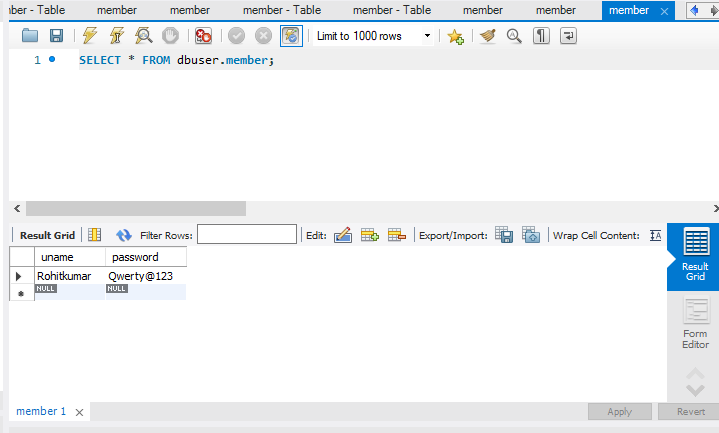 mber - Table member member member - Table member - Table member member member ×
Limit to 1000 rows
1 SELECT * FROM dbuser.member;
Result Grid Filter Rows: Edit: Export/Import: Wrap Cell Content:
uname password
Rohitkumar Qwerty@123
NULL NULL
Result
Grid
Form
Editor
member 1 × Apply Revert